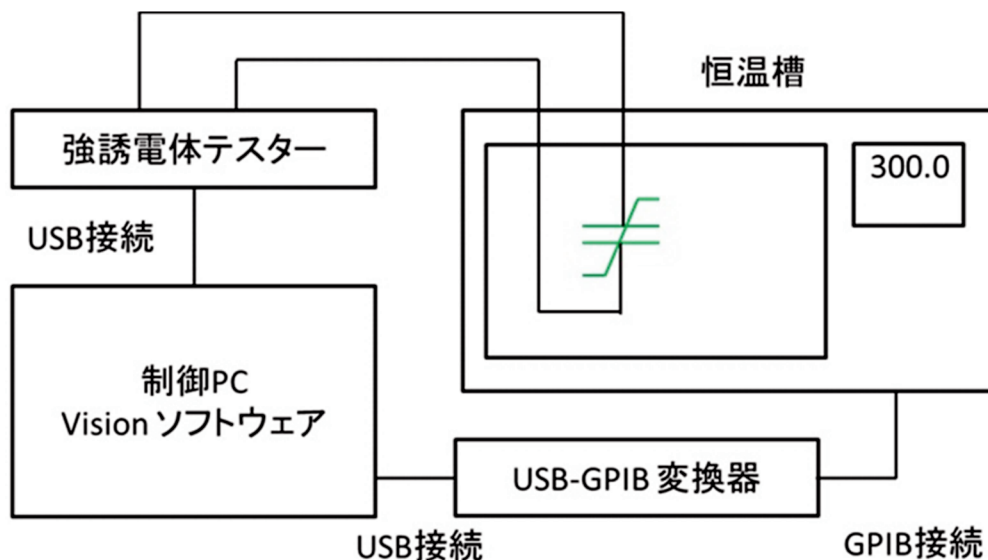 恒温槽
強誘電体テスター
300.0
USB接続
制御PC
Vision ソフトウェア
USB-GPIB 変換器
USB接続
GPIB接続